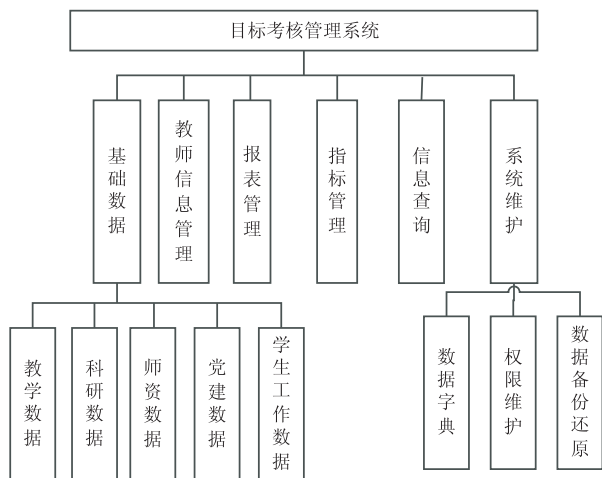 目标考核管理系统
基础数据
教师信息管理
报表管理
指标管理
信息查询
系统维护
教学数据
科研数据
师资数据
党建数据
学生工作数据
数据字典
权限维护
数据备份还原